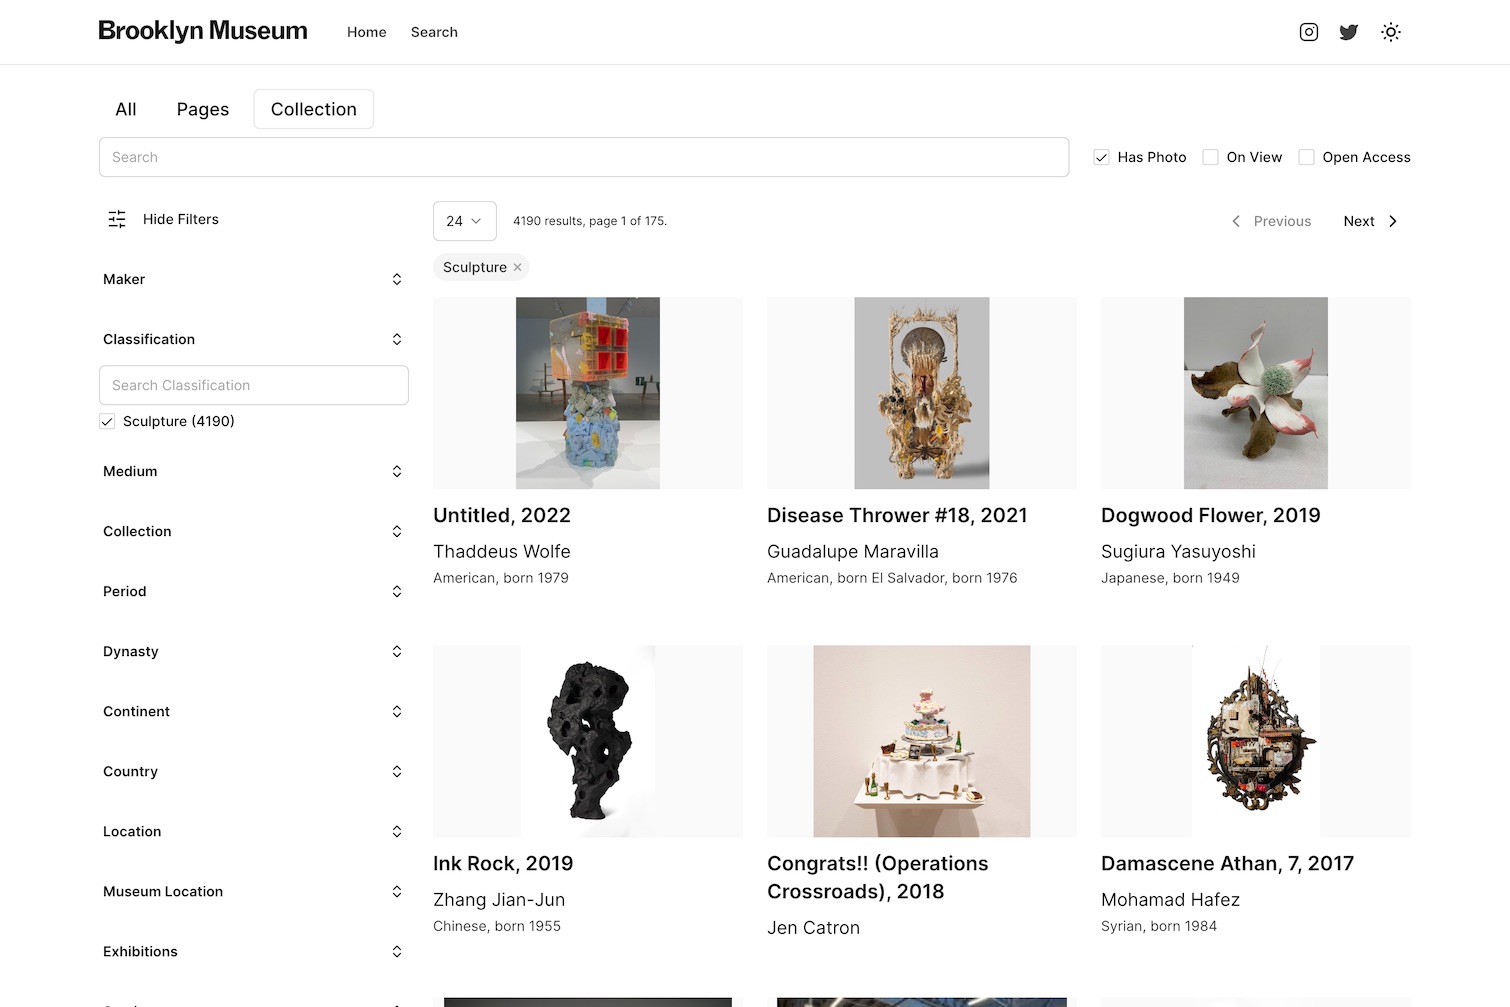 Brooklyn Museum
Home
Search
All
Pages
Collection
Search
Has Photo
On View
Open Access
Hide Filters
24
4190 results, page 1 of 175.
Previous
Next
Sculpture
Maker
Classification
Search Classification
Sculpture (4190)
Medium
Collection
Period
Dynasty
Continent
Country
Location
Museum Location
Exhibitions
Untitled, 2022
Thaddeus Wolfe
American, born 1979
Disease Thrower #18, 2021
Guadalupe Maravilla
American, born El Salvador, born 1976
Dogwood Flower, 2019
Sugiura Yasuyoshi
Japanese, born 1949
Ink Rock, 2019
Zhang Jian-Jun
Chinese, born 1955
Congrats!! (Operations
Crossroads), 2018
Jen Catron
Damascene Athan, 7, 2017
Mohamad Hafez
Syrian, born 1984